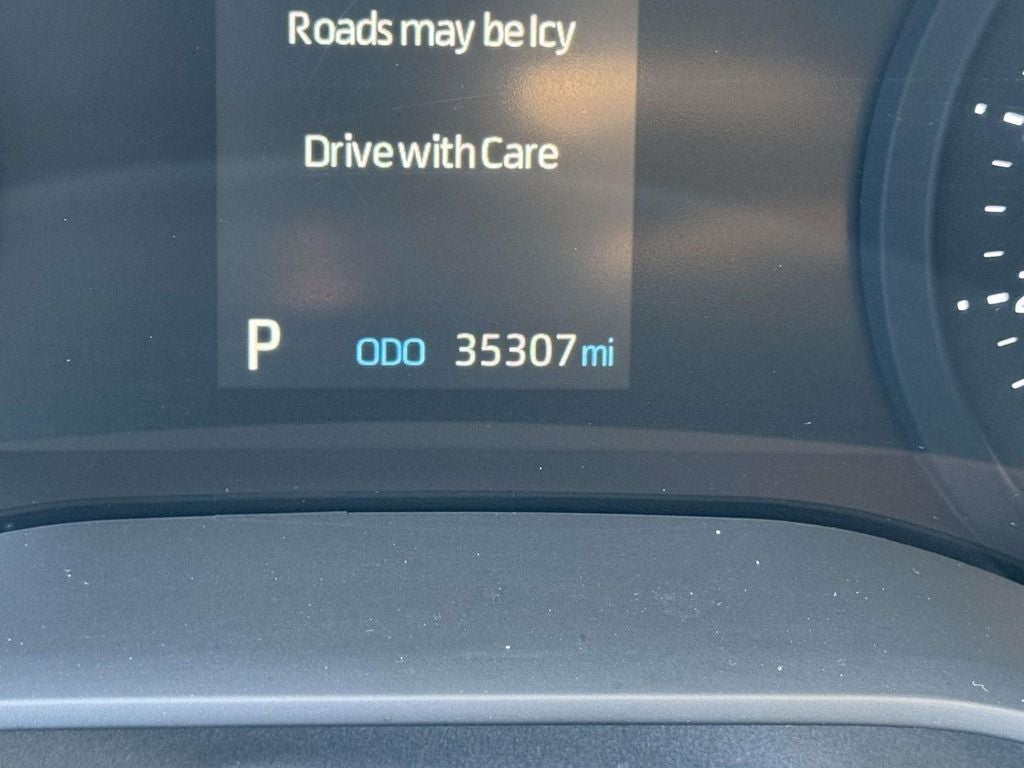 Roads may be Icy
Drive with Care
P ODO 35307 mi